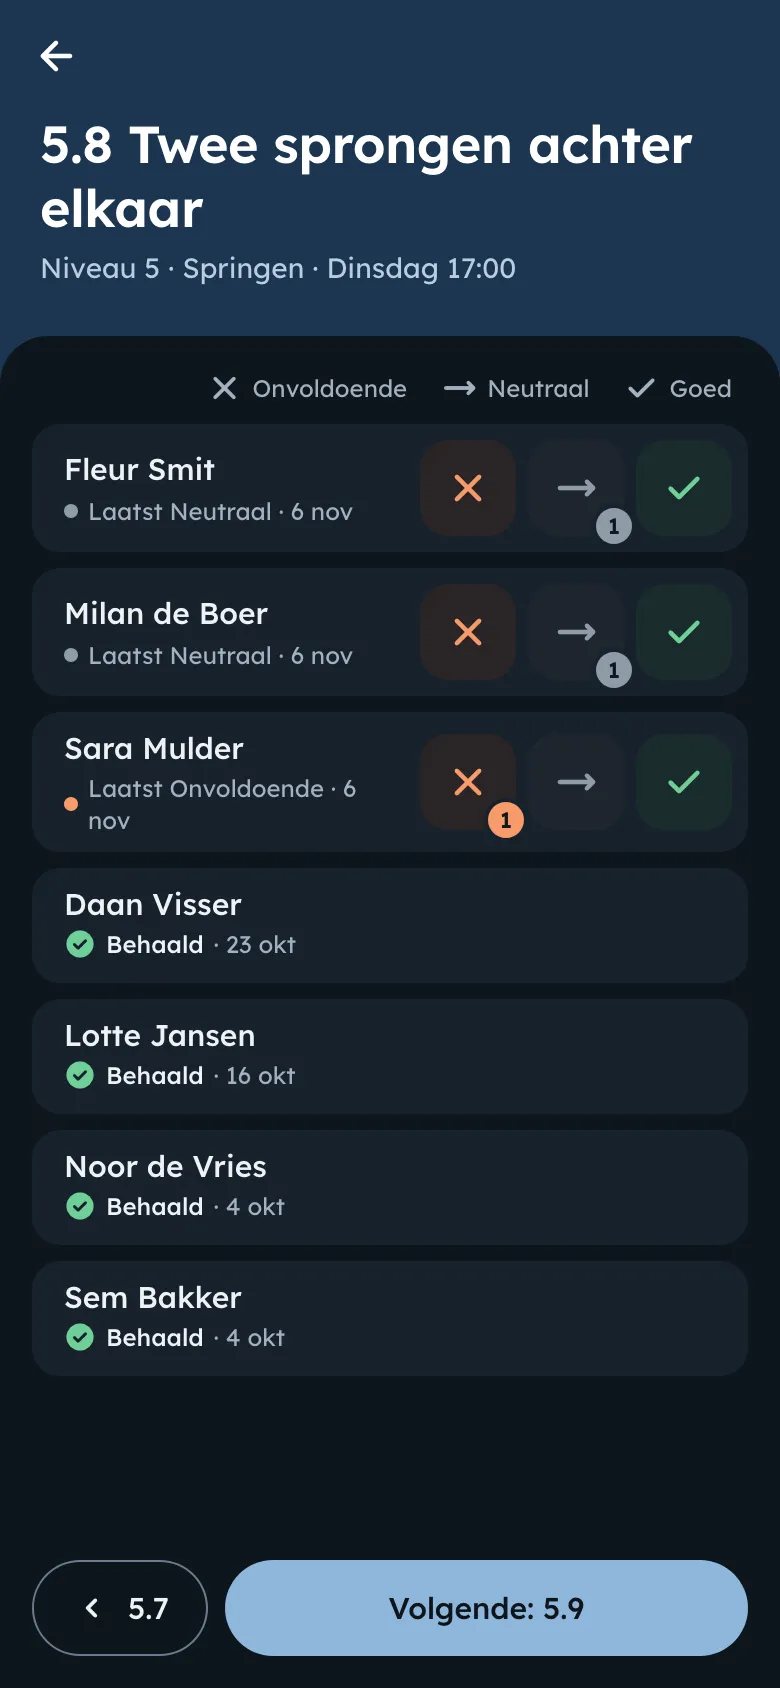 5.8 Twee sprongen achter
elkaar
Niveau 5 · Springen · Dinsdag 17:00
Onvoldoende Neutraal Goed
Fleur Smit
Laatst Neutraal · 6 nov
1
Milan de Boer
Laatst Neutraal · 6 nov
1
Sara Mulder
Laatst Onvoldoende · 6
nov
1
Daan Visser
Behaald · 23 okt
Lotte Jansen
Behaald · 16 okt
Noor de Vries
Behaald · 4 okt
Sem Bakker
Behaald · 4 okt
5.7 Volgende: 5.9